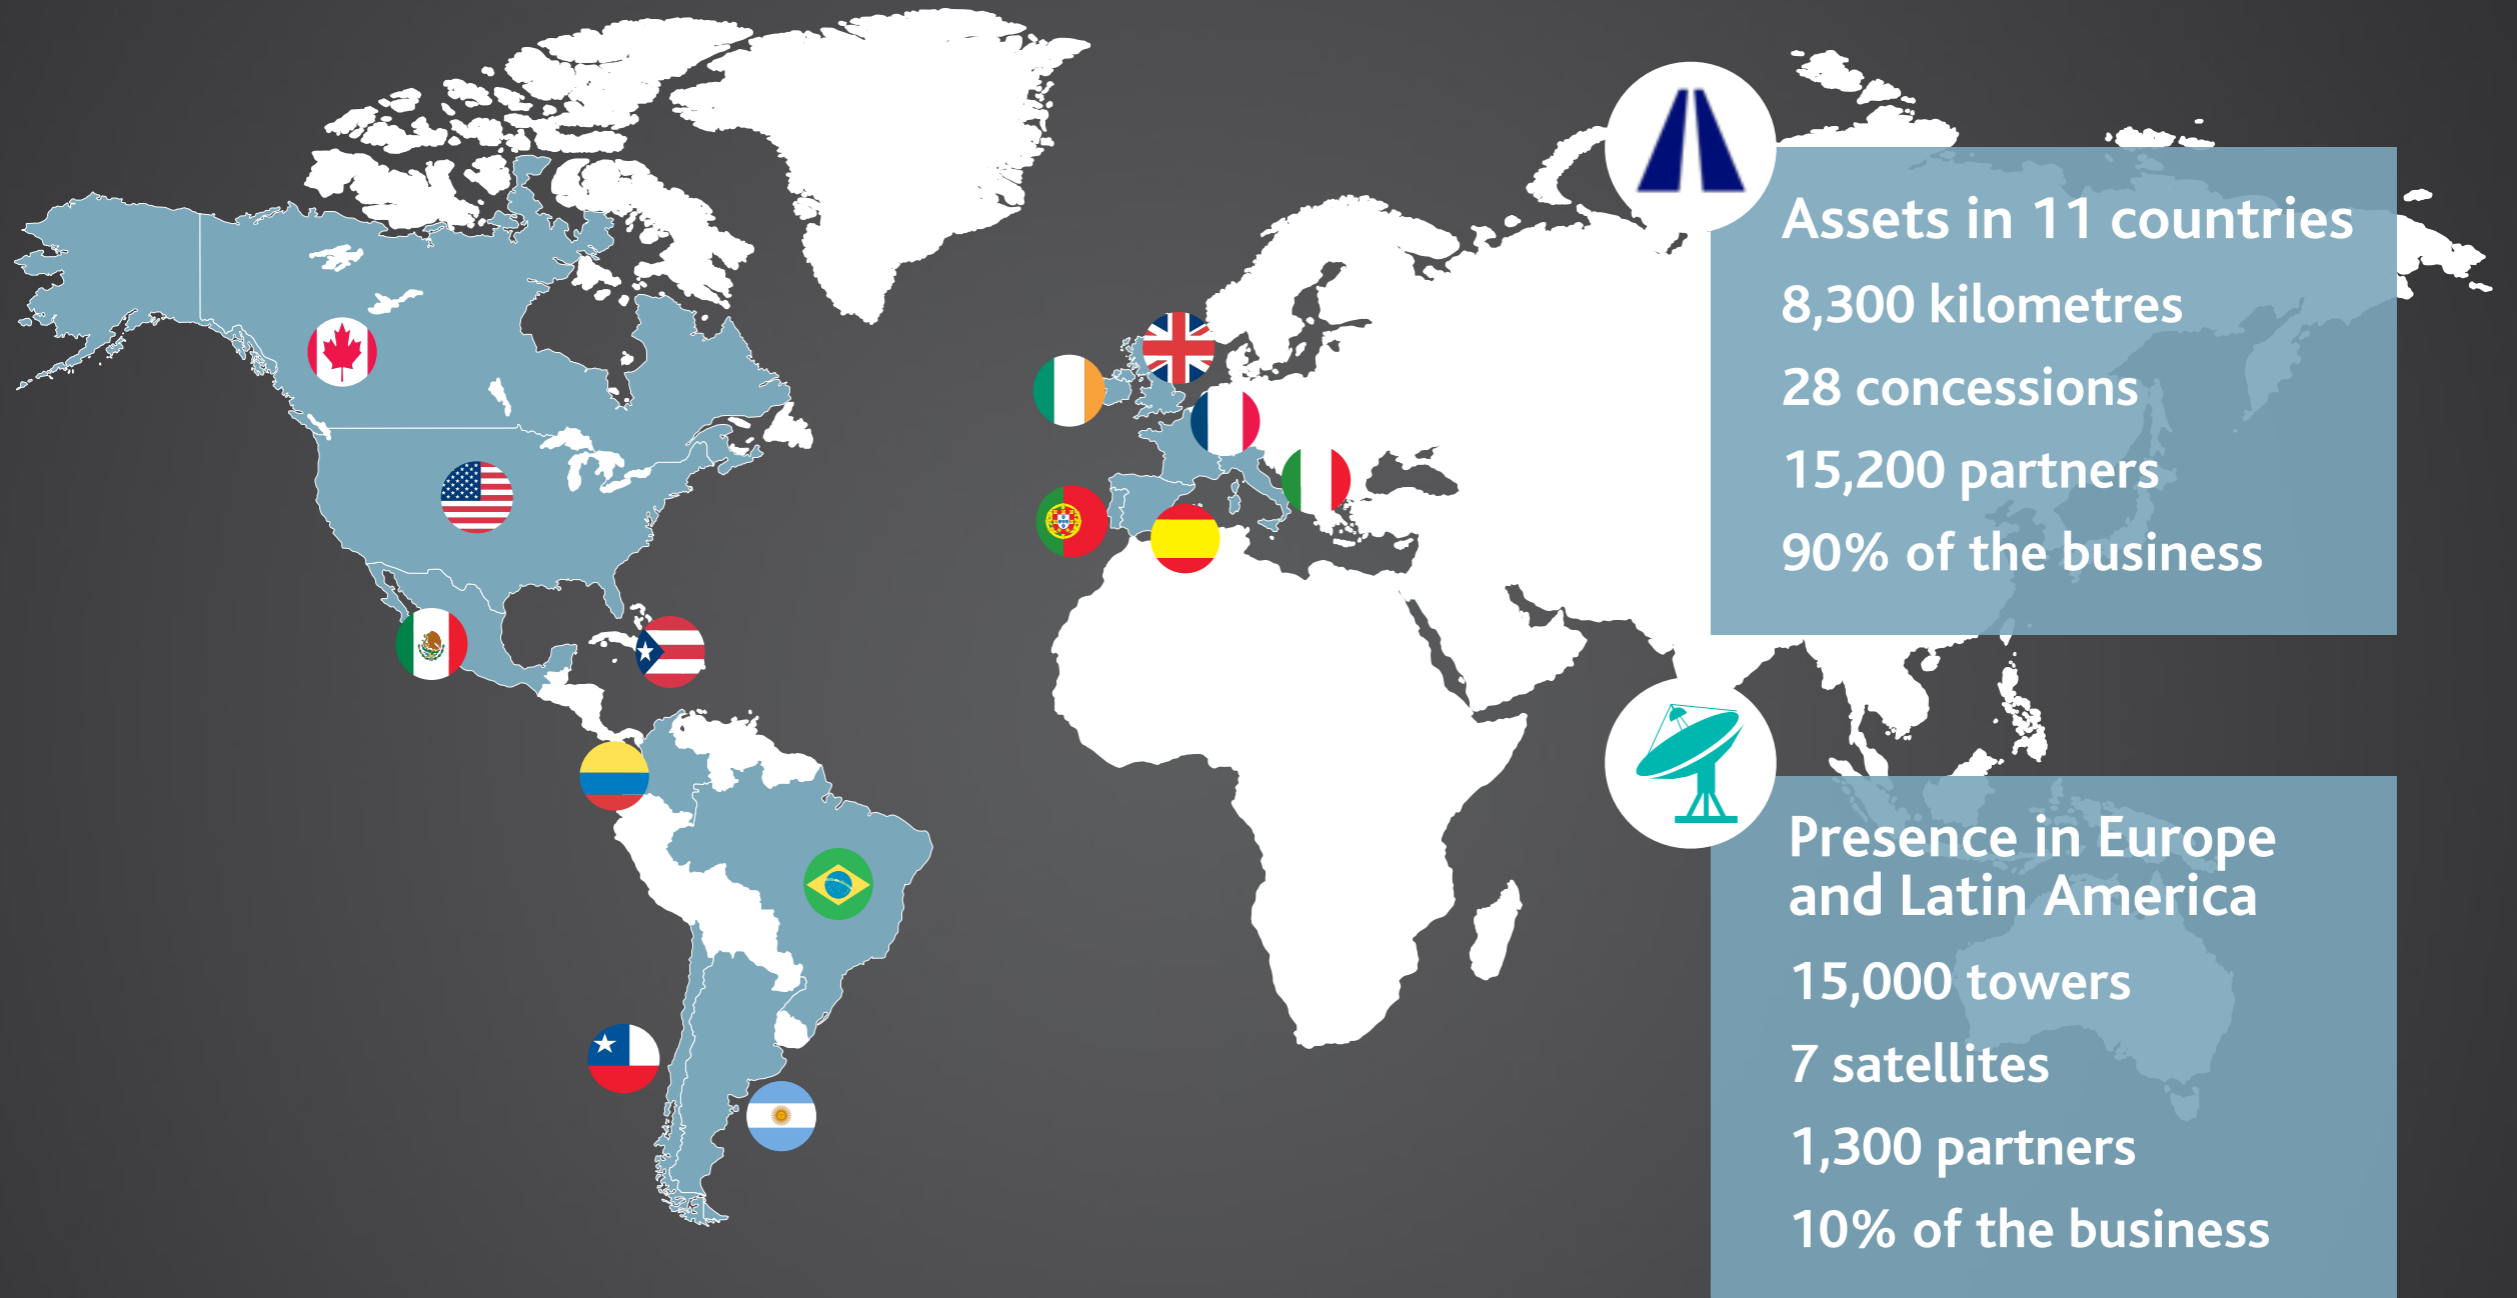 Assets in 11 countries
8,300 kilometres
28 concessions
15,200 partners
90% of the business
Presence in Europe
and Latin America
15,000 towers
7 satellites
1,300 partners
10% of the business